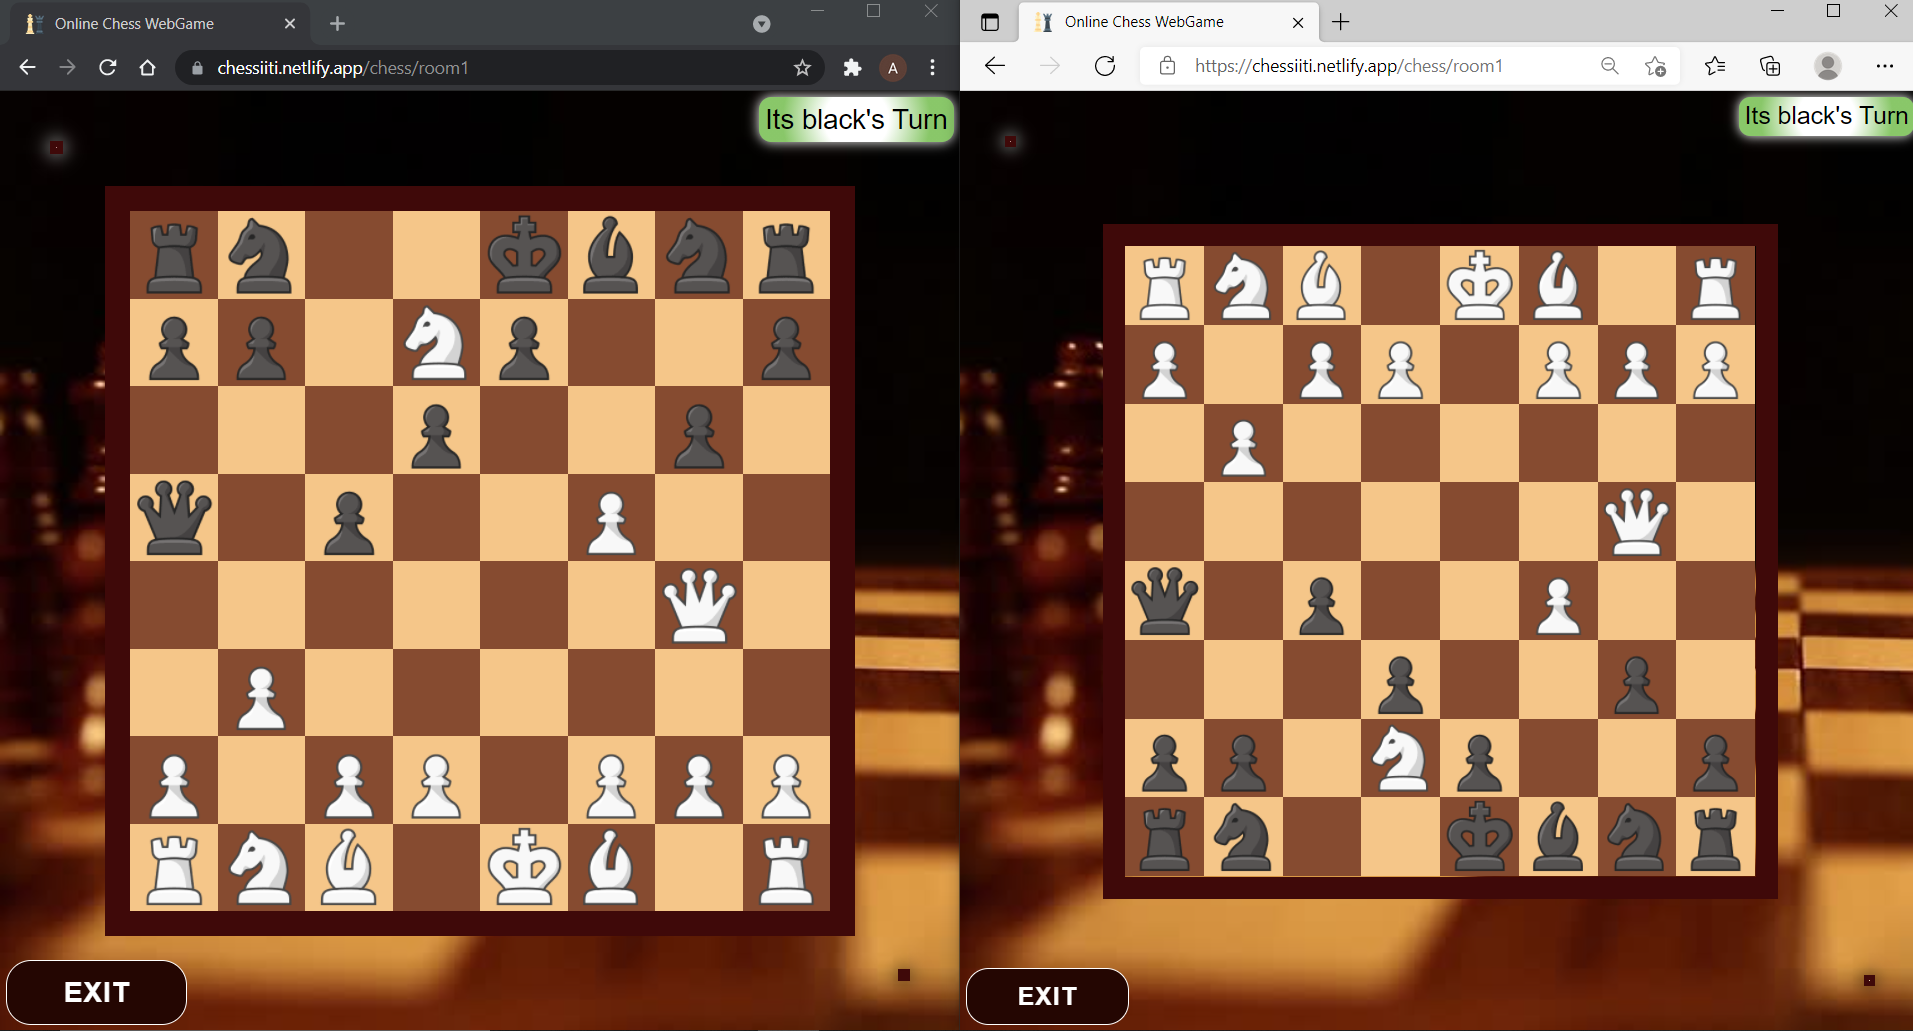 Online Chess WebGame
chessiiti.netlify.app/chess/room1
A
Its black's Turn
EXIT
Online Chess WebGame
https://chessiiti.netlify.app/chess/room1
Its black's Turn
EXIT